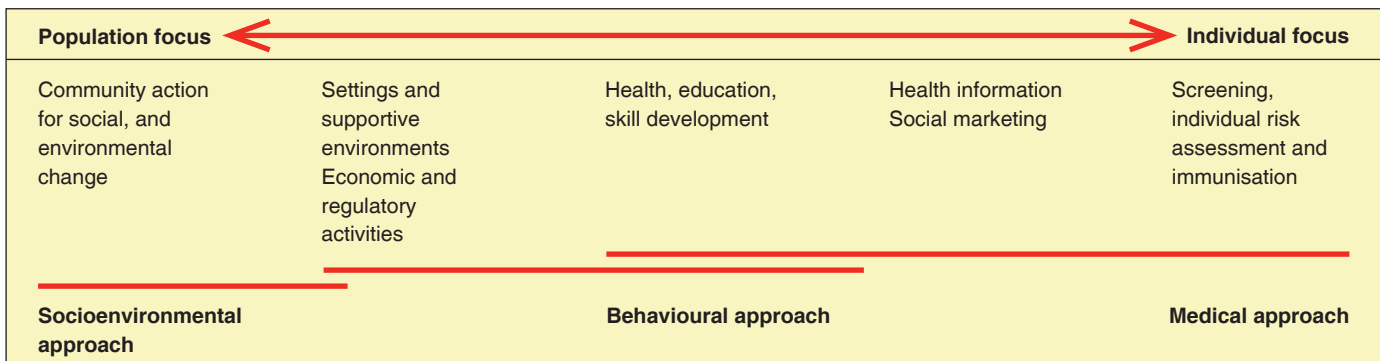 Population focus
Individual focus
Community action
for social, and
environmental
change
Settings and
supportive
environments
Economic and
regulatory
activities
Health, education,
skill development
Health information
Social marketing
Screening,
individual risk
assessment and
immunisation
Socioenvironmental
approach
Behavioural approach
Medical approach